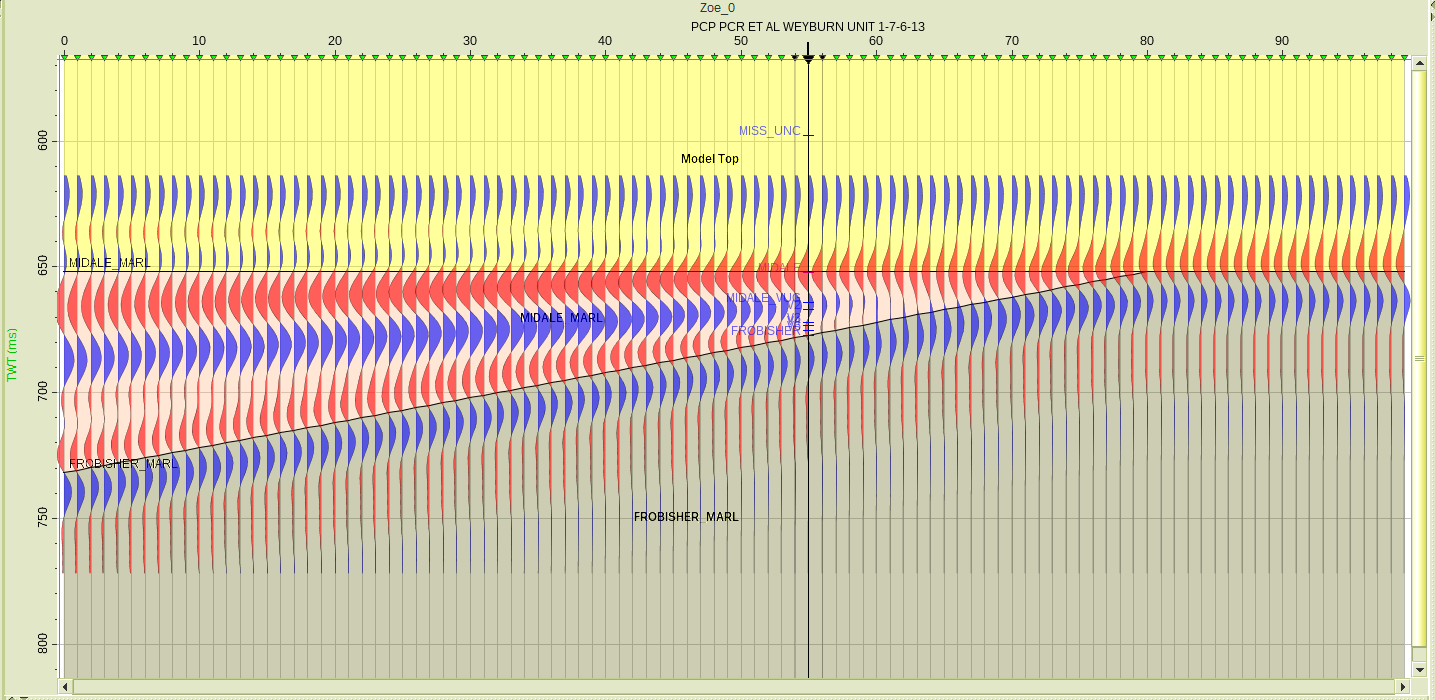 Zoe_0
PCP PCR ET AL WEYBURN UNIT 1-7-6-13
0 10 20 30 40 50 60 70 80 90
MISS_UNC
600
Model Top
650
MIDALE_MARL
MIDALE
MIDALE_VUG
MIDALE_MARL
FROBISHER
TWT (ms)
700
FROBISHER_MARL
750
FROBISHER_MARL
800